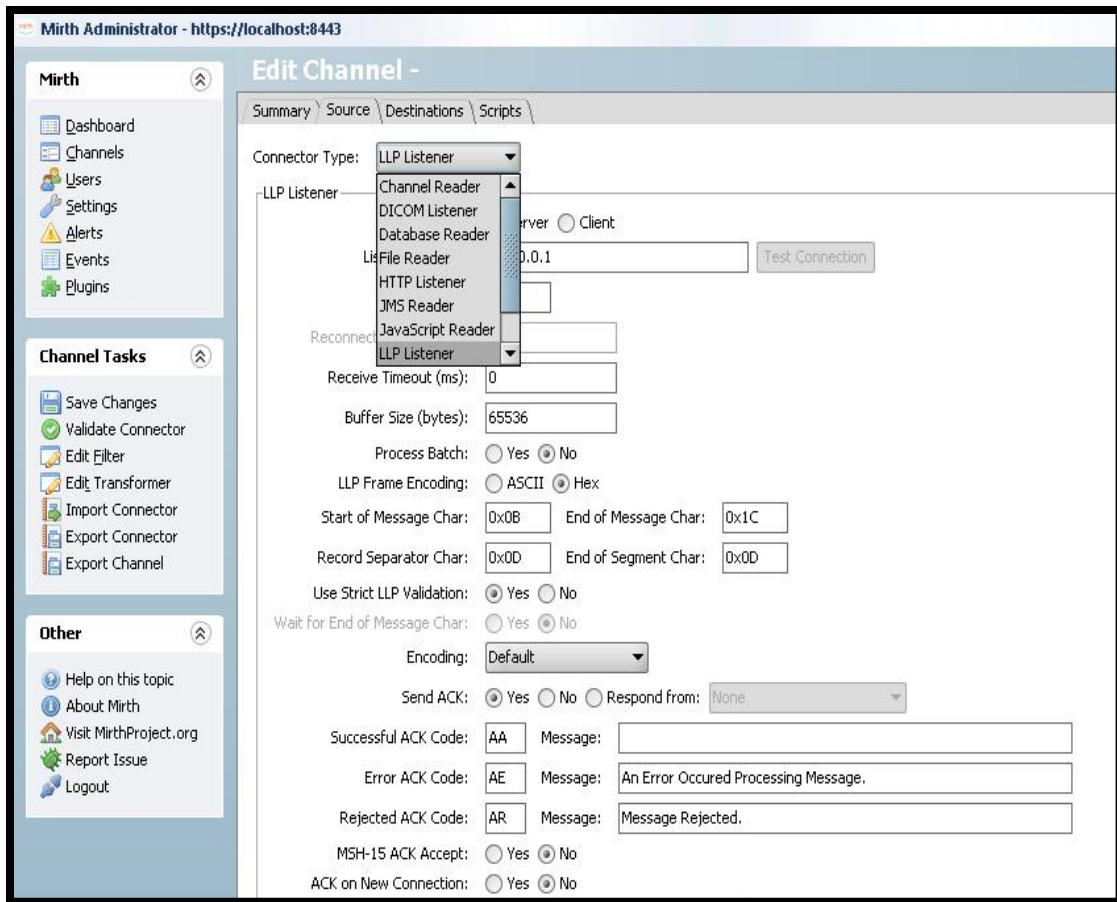 Mirth Administrator - https://localhost:8443
Mirth
Dashboard
Channels
Users
Settings
Alerts
Events
Plugins
Channel Tasks
Save Changes
Validate Connector
Edit Filter
Edit Transformer
Import Connector
Export Connector
Export Channel
Other
Help on this topic
About Mirth
Visit MirthProject.org
Report Issue
Logout
Edit Channel -
Summary Source Destinations Scripts
Connector Type: LLP Listener
Channel Reader
DICOM Listener
Database Reader
File Reader
HTTP Listener
JMS Reader
JavaScript Reader
LLP Listener
LLP Listener
Client
0.0.1 Test Connection
Reconnect
Receive Timeout (ms): 0
Buffer Size (bytes): 65536
Process Batch: Yes No
LLP Frame Encoding: ASCII Hex
Start of Message Char: 0x0B End of Message Char: 0x1C
Record Separator Char: 0x0D End of Segment Char: 0x0D
Use Strict LLP Validation: Yes No
Wait for End of Message Char: Yes No
Encoding: Default
Send ACK: Yes No Respond from: None
Successful ACK Code: AA Message:
Error ACK Code: AE Message: An Error Occured Processing Message.
Rejected ACK Code: AR Message: Message Rejected.
MSH-15 ACK Accept: Yes No
ACK on New Connection: Yes No